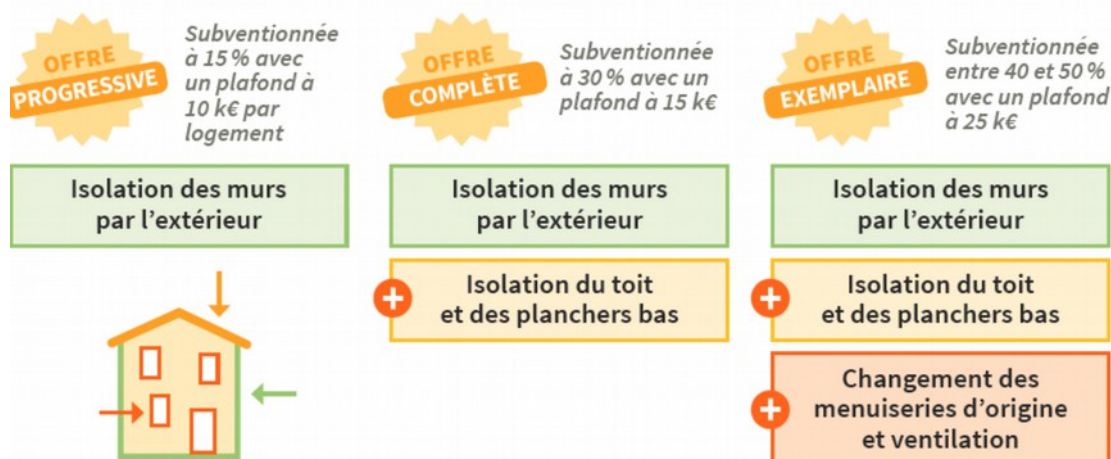 OFFRE
PROGRESSIVE
Subventionnée
à 15 % avec
un plafond à
10 k€ par
logement
Isolation des murs
par l’extérieur
OFFRE
COMPLÈTE
Subventionnée
à 30 % avec un
plafond à 15 k€
Isolation des murs
par l’extérieur
+
Isolation du toit
et des planchers bas
OFFRE
EXEMPLAIRE
Subventionnée
entre 40 et 50 %
avec un plafond
à 25 k€
Isolation des murs
par l’extérieur
+
Isolation du toit
et des planchers bas
+
Changement des
menuiseries d’origine
et ventilation